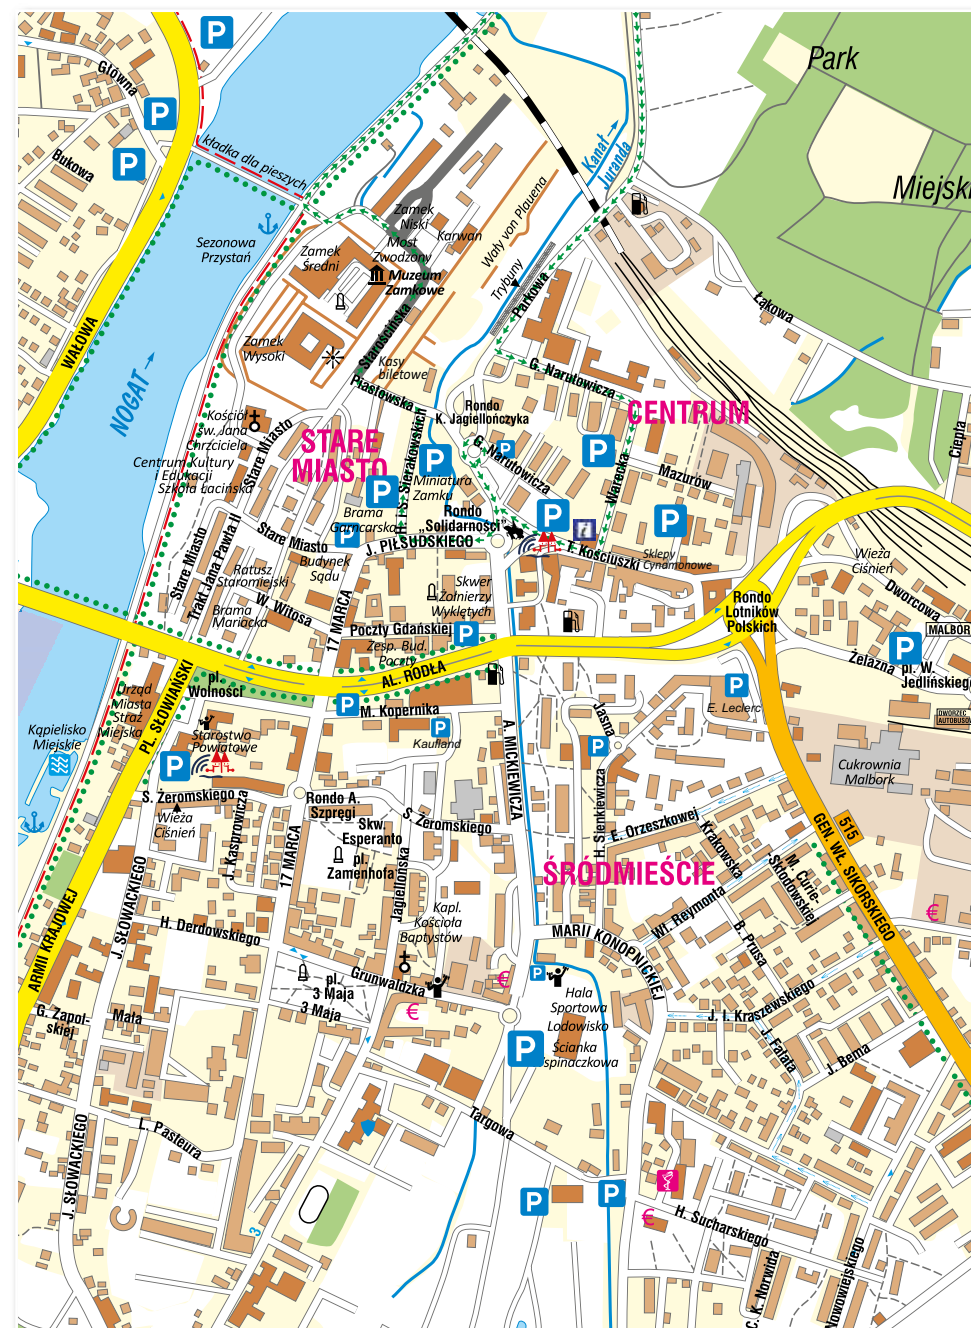 P
Park
Główna
P
kładka dla pieszych
Kanał →
Juranda
P
Bukowa
Miejski
Zamek
Niski
Karwan
Wały von Plauena
Sezonowa
Przystań
Zamek
Średni
Most
Zwodzony
Muzeum
Zamkowe
Trybuny
Parkowa
Łąkowa
WAŁOWA
NOGAT →
Zamek
Wysoki
Starościńska
Kasy
biletowe
Piastowska
G. Narutowicza
Rondo
K. Jagiellończyka
CENTRUM
Kościół
Św. Jana
Chrzciciela
Stare Miasto
STARE
MIASTO
H. i S. Sierakowskich
G. Narutowicza
P
P
Warecka
Mazurów
Ciepła
Centrum Kultury
i Edukacji
Szkoła Łacińska
P
Miniatura
Zamku
P
Brama
Garncarska
Rondo
„Solidarności”
P
i
P
P
Stare Miasto
J. PIŁSUDSKIEGO
T. Kościuszki
Sklepy
Cynamonowe
Wieża
Ciśnień
Stare Miasto
Trakt Jana Pawła II
Budynek
Sądu
Ratusz
Staromiejski
W. Witosa
Brama
Mariacka
17 MARCA
Skwer
Żołnierzy
Wyklętych
Rondo
Lotników
Polskich
Dworcowa
MALBOR
Poczty Gdańskiej
P
Zesp. Bud.
Poczty
AL. RODŁA
Żelazna
P
pl. W.
Jedlińskiego
PL. SŁOWIAŃSKI
pl.
Wolności
Urząd
Miasta
Straż
Miejska
P
M. Kopernika
P
Kaufland
P
E. Leclerc
DWORZEC
AUTOBUSOW
Kąpielisko
Miejskie
Starostwo
Powiatowe
P
A. MICKIEWICZA
Jasna
P
H. Sienkiewicza
Cukrownia
Malbork
S. Żeromskiego
Wieża
Ciśnień
J. Kasprowicza
Rondo A.
Szpręgi
Skw.
Esperanto
pl.
Zamenhofa
S. Żeromskiego
17 MARCA
Jagiellońska
E. Orzeszkowej
Krakowska
M. Curie-
Skłodowskiej
515
GEN. WŁ. SIKORSKIEGO
ŚRÓDMIEŚCIE
ARMII KRAJOWEJ
J. SŁOWACKIEGO
H. Derdowskiego
Kapl.
Kościoła
Baptystów
Wł. Reymonta
B. Prusa
MARII KONOPNICKIEJ
€
pl.
3 Maja
3 Maja
Grunwaldzka
€
€
P
Hala
Sportowa
Lodowisko
Ścianka
wspinaczkowa
P
J. I. Kraszewskiego
J. Fałata
J. Bema
G. Zapol-
skiej
Mała
Targowa
L. Pasteura
J. SŁOWACKIEGO
3
P
P
€
H. Sucharskiego
C. K. Norwida
Nowowiejskiego